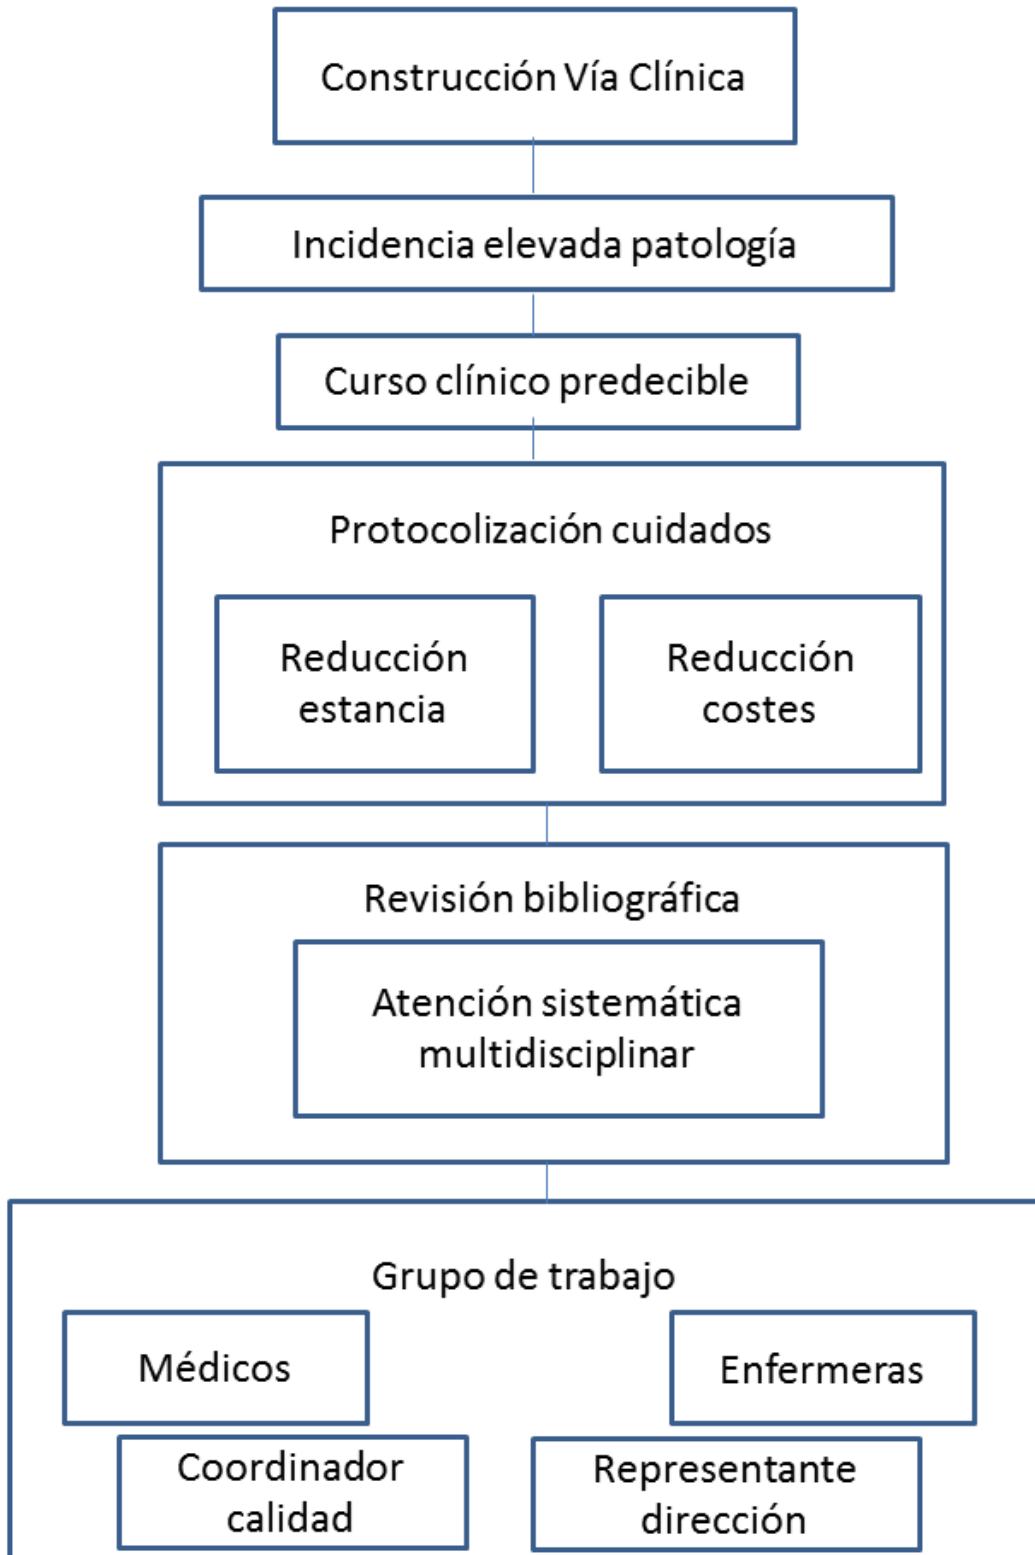 Construcción Vía Clínica
Incidencia elevada patología
Curso clínico predecible
Protocolización cuidados
Reducción
estancia
Reducción
costes
Revisión bibliográfica
Atención sistemática
multidisciplinar
Grupo de trabajo
Médicos
Enfermeras
Coordinador
calidad
Representante
dirección